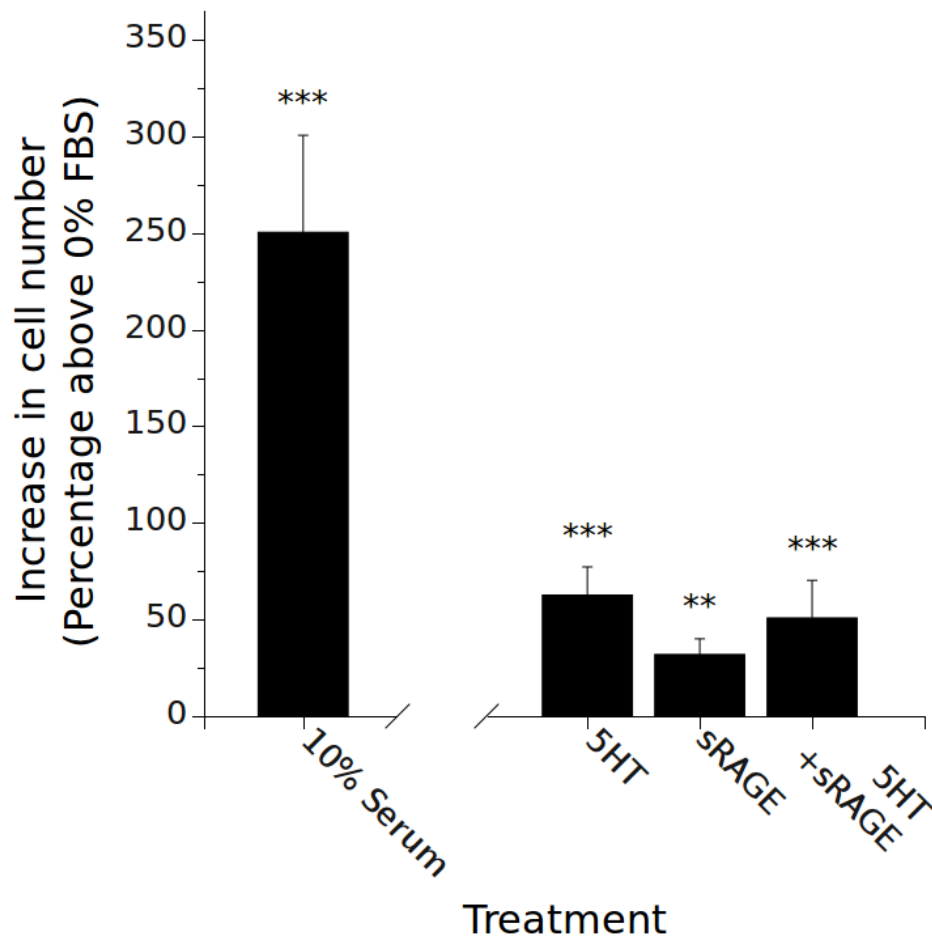 Increase in cell number
(Percentage above 0% FBS)
350
300
250
200
150
100
50
0
***
***
**
***
10% Serum
5HT
sRAGE
5HT
+sRAGE
Treatment